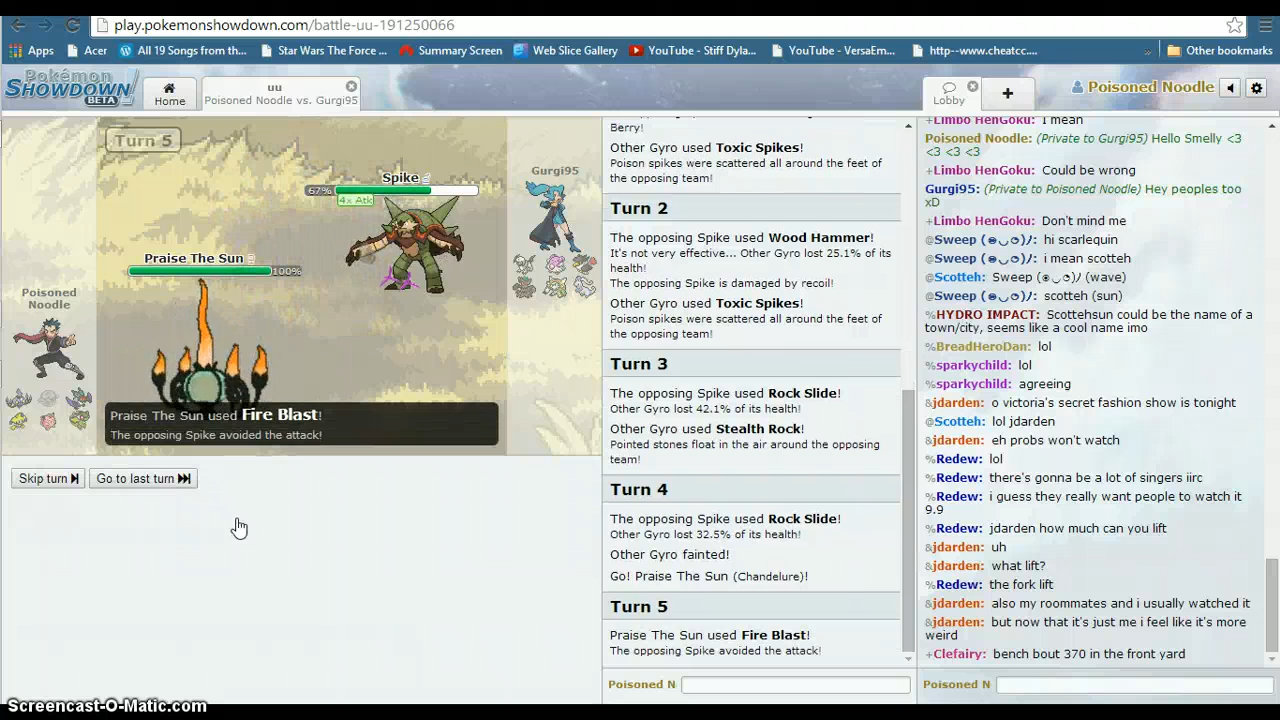 play.pokemonshowdown.com/battle-uu-191250066
Apps Acer All 19 Songs from th... Star Wars The Force ... Summary Screen Web Slice Gallery YouTube - Stiff Dyla... YouTube - VersaEm... http--www.cheatcc.... » Other bookmarks
Pokémon
SHOWDOWN
BETA
Home
uu
Poisoned Noodle vs. Gurgi95
Lobby
Poisoned Noodle
Turn 5
Spike
67%
4x Atk
Praise The Sun
100%
Poisoned
Noodle
Gurgi95
Praise The Sun used Fire Blast!
The opposing Spike avoided the attack!
Skip turn Go to last turn
Berry!
Other Gyro used Toxic Spikes!
Poison spikes were scattered all around the feet of
the opposing team!
Turn 2
The opposing Spike used Wood Hammer!
It's not very effective... Other Gyro lost 25.1% of its
health!
The opposing Spike is damaged by recoil!
Other Gyro used Toxic Spikes!
Poison spikes were scattered all around the feet of
the opposing team!
Turn 3
The opposing Spike used Rock Slide!
Other Gyro lost 42.1% of its health!
Other Gyro used Stealth Rock!
Pointed stones float in the air around the opposing
team!
Turn 4
The opposing Spike used Rock Slide!
Other Gyro lost 32.5% of its health!
Other Gyro fainted!
Go! Praise The Sun (Chandelure)!
Turn 5
Praise The Sun used Fire Blast!
The opposing Spike avoided the attack!
Poisoned N
+Limbo HenGoku: I mean
Poisoned Noodle: (Private to Gurgi95) Hello Smelly <3
<3 <3 <3
+Limbo HenGoku: Could be wrong
Gurgi95: (Private to Poisoned Noodle) Hey peoples too
xD
+Limbo HenGoku: Don't mind me
@Sweep (๑◡◔)ﾉ: hi scarlequin
@Sweep (๑◡◔)ﾉ: i mean scotteh
@Scotteh: Sweep (๑◡◔)ﾉ (wave)
@Sweep (๑◡◔)ﾉ: scotteh (sun)
%HYDRO IMPACT: Scottehsun could be the name of a
town/city, seems like a cool name imo
%BreadHeroDan: lol
%sparkychild: lol
%sparkychild: agreeing
&jdarden: o victoria's secret fashion show is tonight
@Scotteh: lol jdarden
&jdarden: eh probs won't watch
%Redew: lol
%Redew: there's gonna be a lot of singers iirc
%Redew: i guess they really want people to watch it
9.9
%Redew: jdarden how much can you lift
&jdarden: uh
&jdarden: what lift?
%Redew: the fork lift
&jdarden: also my roommates and i usually watched it
&jdarden: but now that it's just me i feel like it's more
weird
+Clefairy: bench bout 370 in the front yard
Poisoned N
Screencast-O-Matic.com